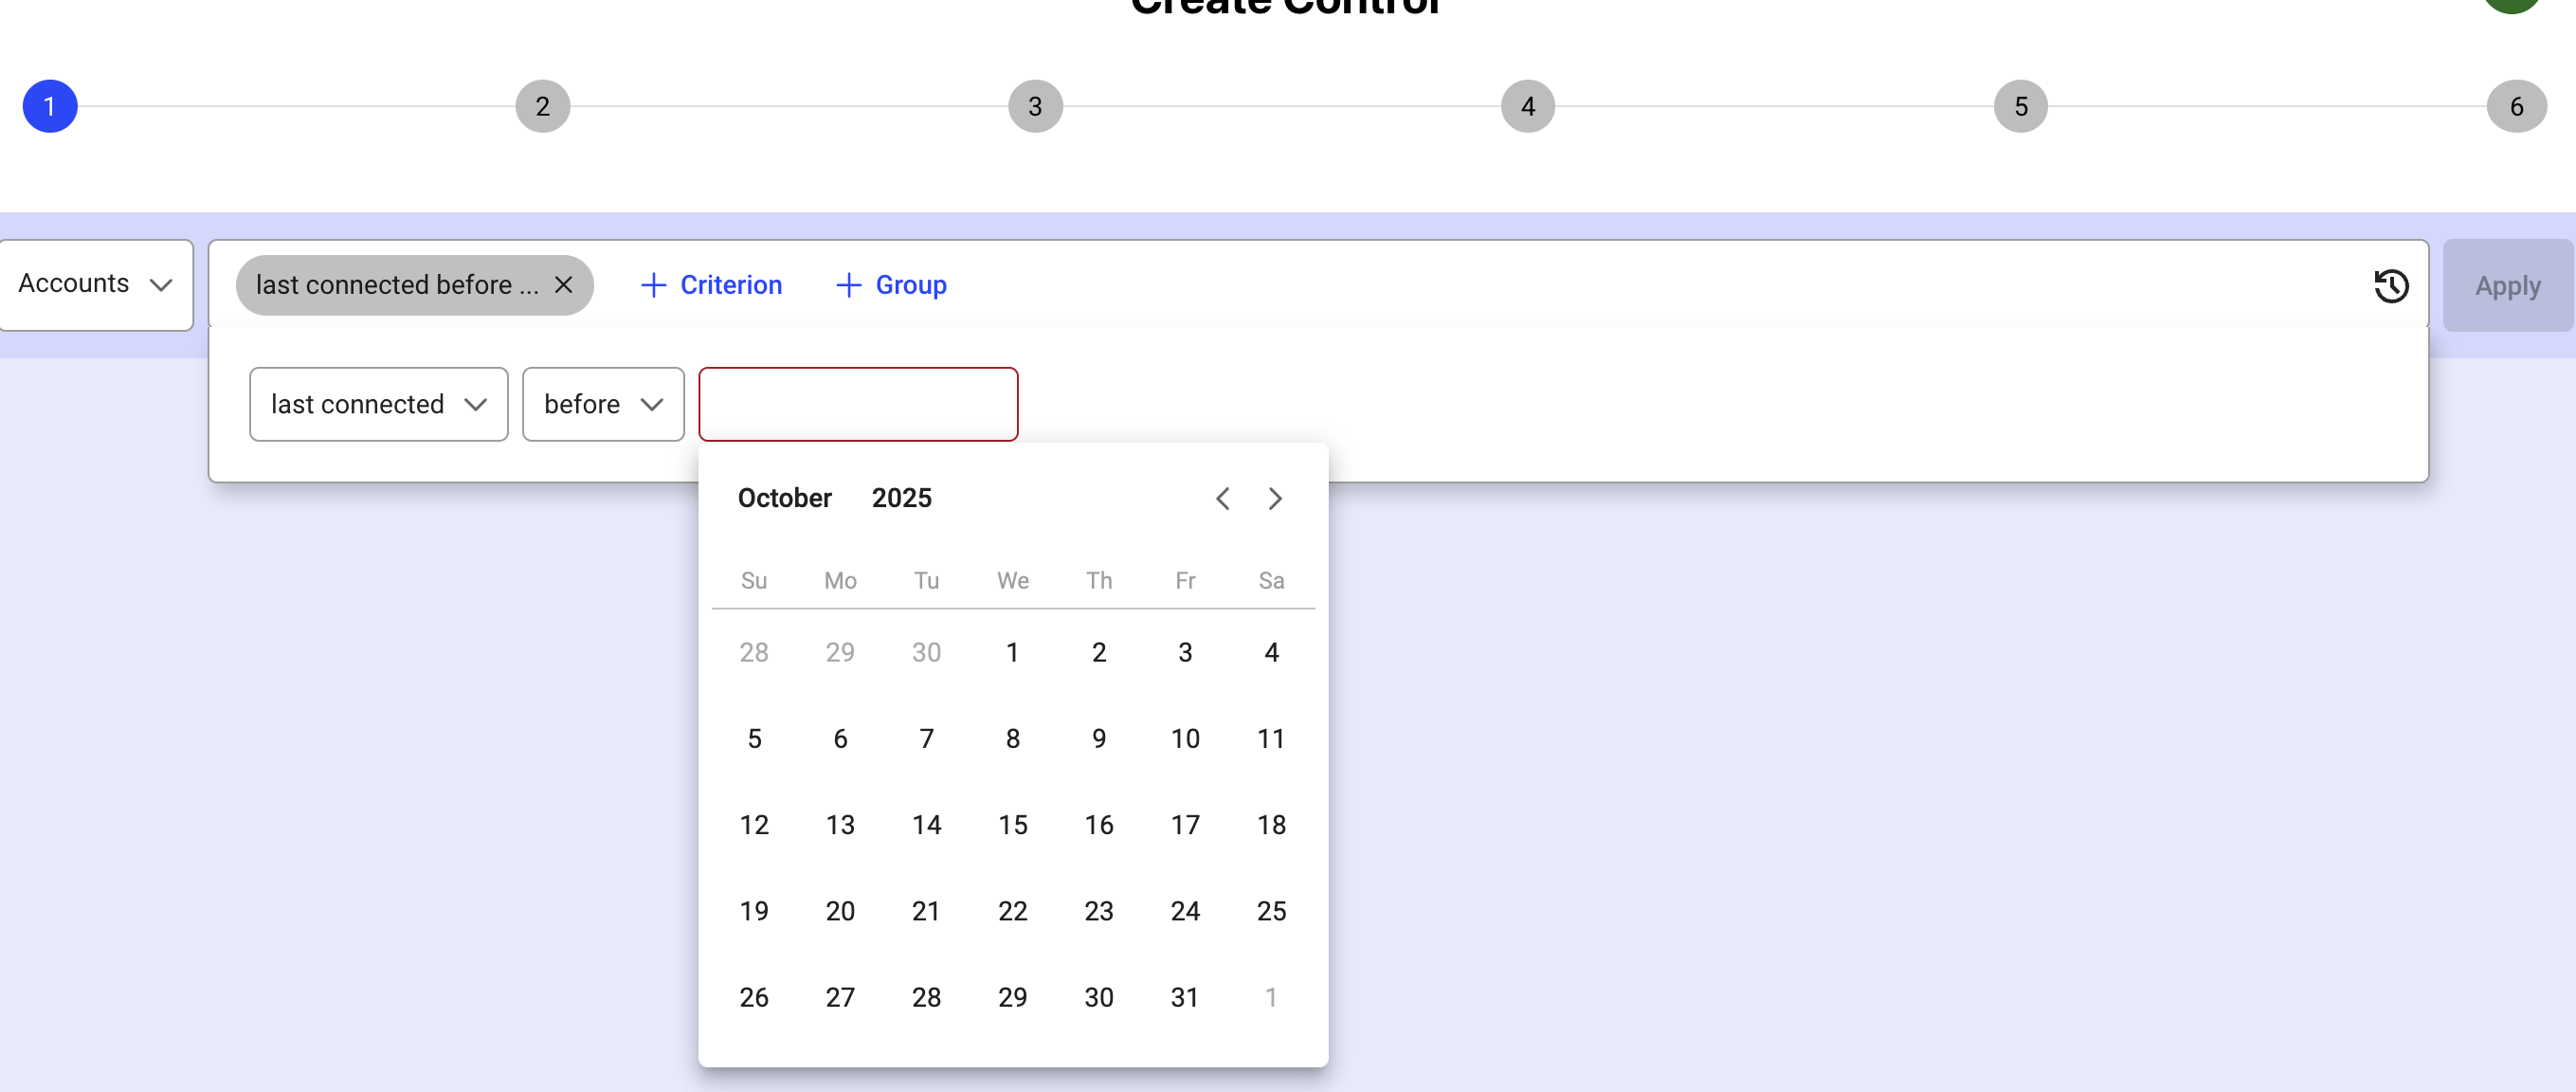 Create Control
1 2 3 4 5 6
Accounts last connected before ... Criterion Group Apply
last connected before
October 2025
Su Mo Tu We Th Fr Sa
28 29 30 1 2 3 4
5 6 7 8 9 10 11
12 13 14 15 16 17 18
19 20 21 22 23 24 25
26 27 28 29 30 31 1